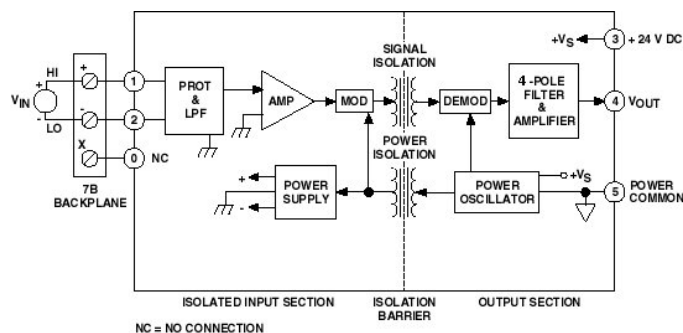 SIGNAL
ISOLATION
+VS
3
+ 24 V DC
HI
+
+
1
VIN
PROT
&
LPF
AMP
MOD
DEMOD
4 -POLE
FILTER
&
AMPLIFIER
4
VOUT
-
LO
-
2
X
0
NC
POWER
ISOLATION
7B
BACKPLANE
+
-
POWER
SUPPLY
POWER
OSCILLATOR
+VS
5
POWER
COMMON
ISOLATED INPUT SECTION
ISOLATION
BARRIER
OUTPUT SECTION
NC = NO CONNECTION